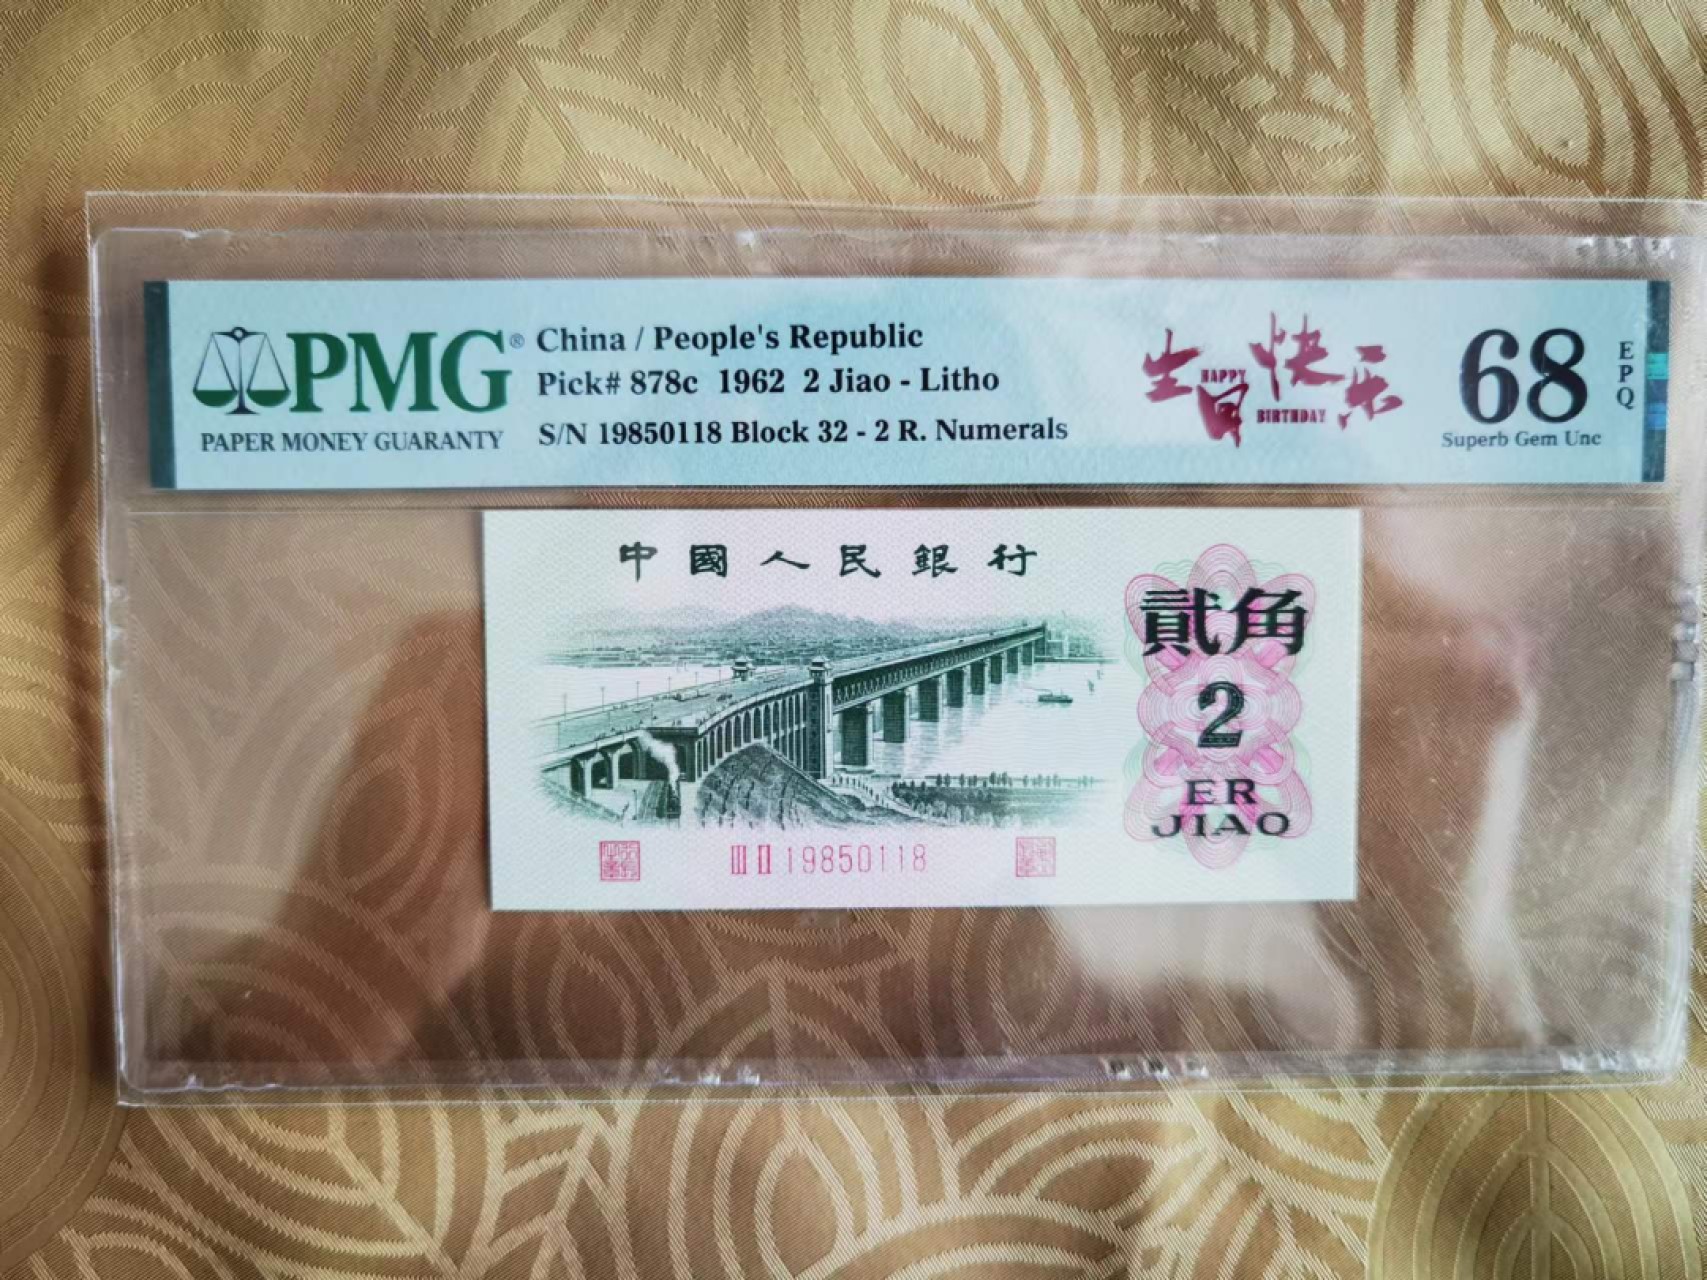 PMG®
PAPER MONEY GUARANTY
China / People's Republic
Pick# 878c 1962 2 Jiao - Litho
S/N 19850118 Block 32 - 2 R. Numerals
生日快乐
HAPPY
BIRTHDAY
68
Superb Gem Unc
EPQ
中國人民銀行
貳角
2
ER
JIAO
III II 19850118